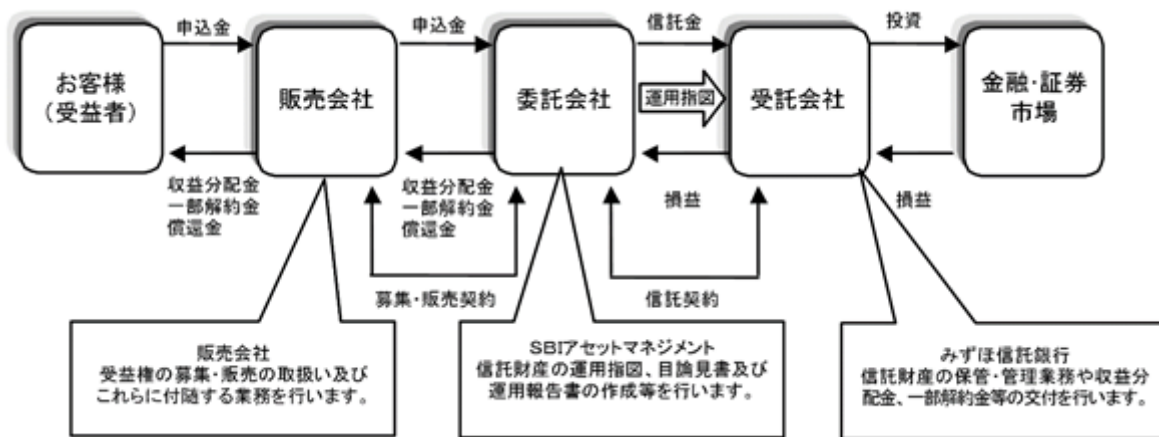 申込金
申込金
信託金
投資
お客様
(受益者)
販売会社
委託会社
運用指図
受託会社
金融・証券
市場
収益分配金
一部解約金
償還金
収益分配金
一部解約金
償還金
損益
損益
募集・販売契約
信託契約
販売会社
受益権の募集・販売の取扱い及び
これらに付随する業務を行います。
SBIアセットマネジメント
信託財産の運用指図、目論見書及び
運用報告書の作成等を行います。
みずほ信託銀行
信託財産の保管・管理業務や収益分
配金、一部解約金等の交付を行います。